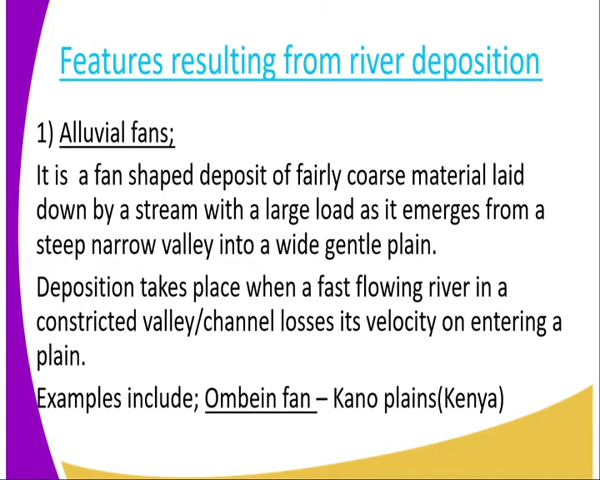 Features resulting from river deposition
1) Alluvial fans;
It is a fan shaped deposit of fairly coarse material laid
down by a stream with a large load as it emerges from a
steep narrow valley into a wide gentle plain.
Deposition takes place when a fast flowing river in a
constricted valley/channel losses its velocity on entering a
plain.
Examples include; Ombein fan – Kano plains(Kenya)